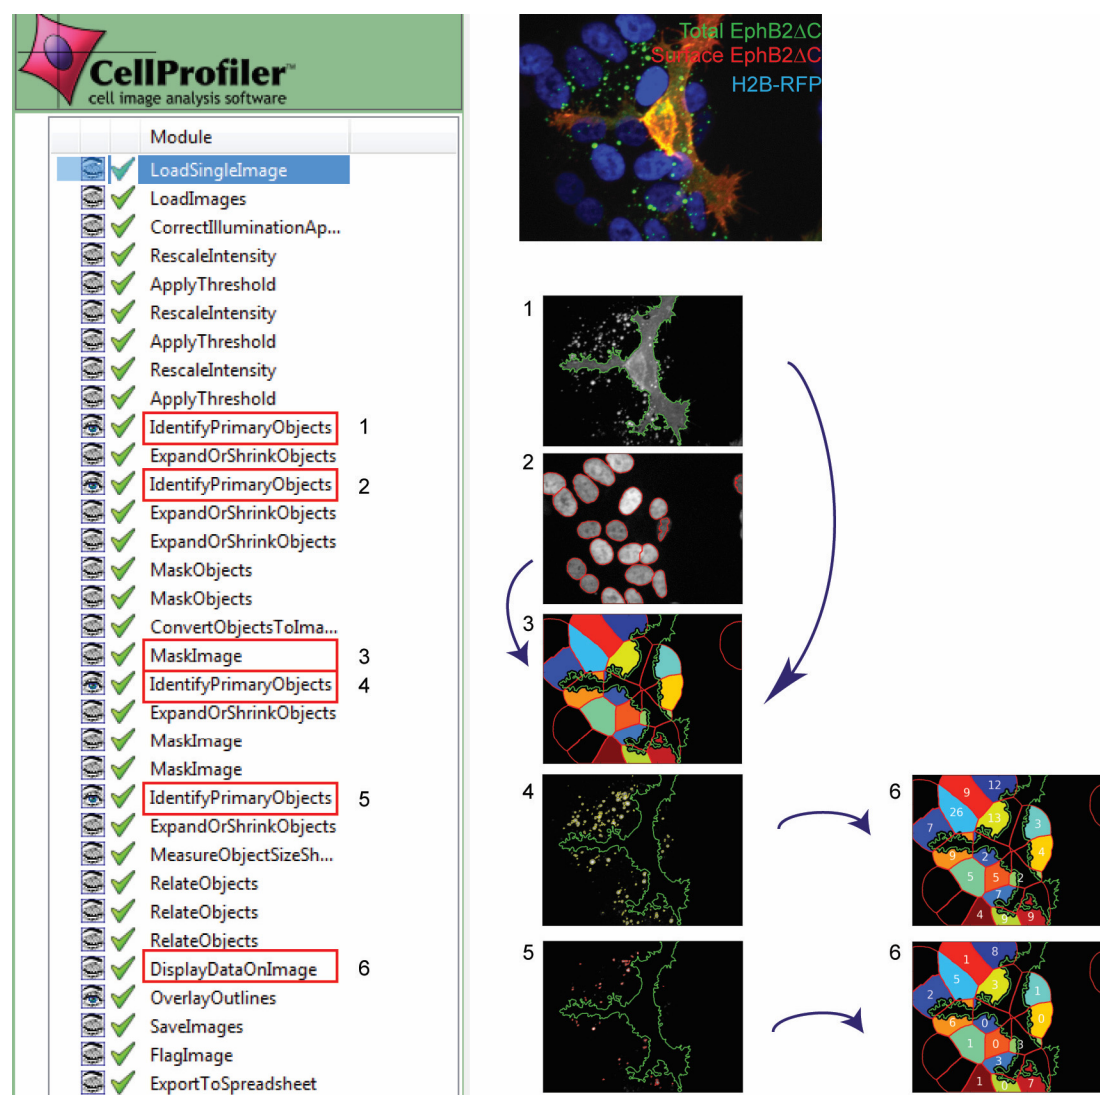 CellProfiler™
cell image analysis software
Module
LoadSingleImage
LoadImages
CorrectIlluminationAp...
RescaleIntensity
ApplyThreshold
RescaleIntensity
ApplyThreshold
RescaleIntensity
ApplyThreshold
IdentifyPrimaryObjects 1
ExpandOrShrinkObjects
IdentifyPrimaryObjects 2
ExpandOrShrinkObjects
ExpandOrShrinkObjects
MaskObjects
MaskObjects
ConvertObjectsToIma...
MaskImage 3
IdentifyPrimaryObjects 4
ExpandOrShrinkObjects
MaskImage
MaskImage
IdentifyPrimaryObjects 5
ExpandOrShrinkObjects
MeasureObjectSizeSh...
RelateObjects
RelateObjects
RelateObjects
DisplayDataOnImage 6
OverlayOutlines
SaveImages
FlagImage
ExportToSpreadsheet
Total EphB2ΔC
Surface EphB2ΔC
H2B-RFP
1
2
3
4
5
6
12
9
26
13
7
3
9
2
4
5
5
2
7
4
9
9
6
8
1
5
3
2
1
6
0
0
1
0
3
3
1
0
7